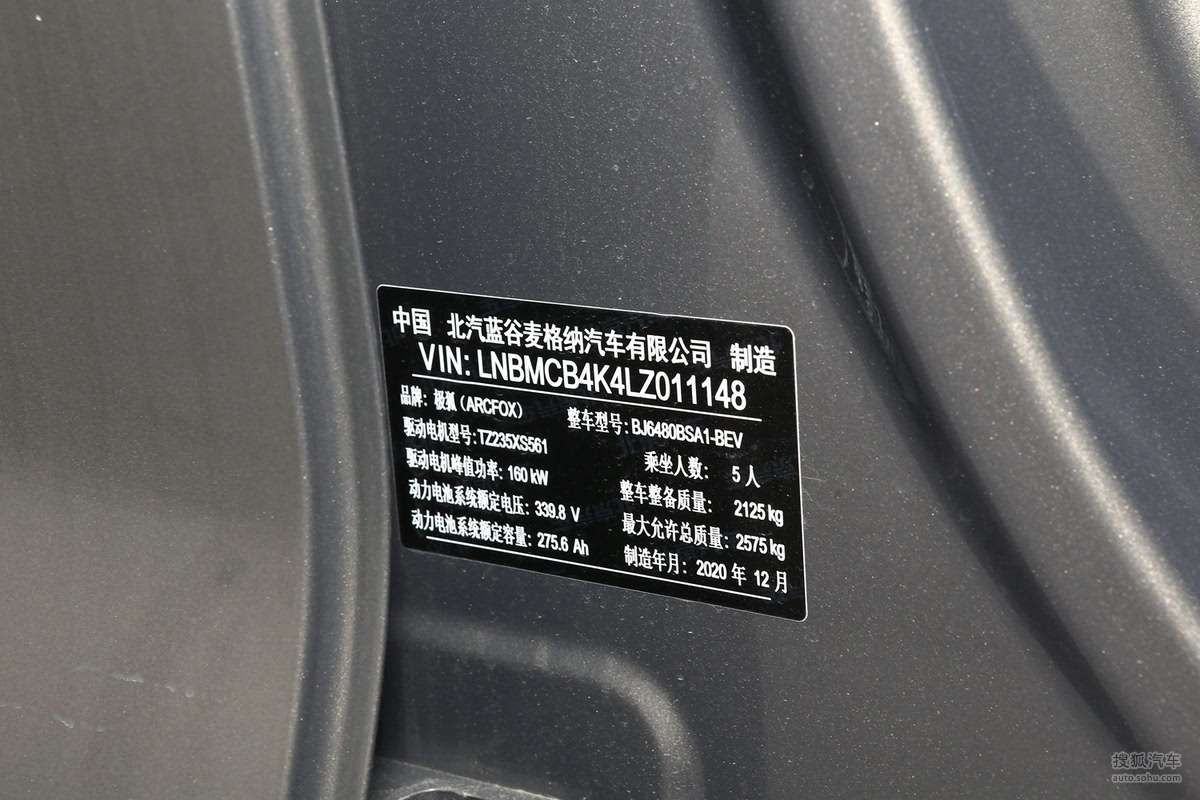 中国 北汽蓝谷麦格纳汽车有限公司 制造
VIN: LNBMCB4K4LZ011148
品牌: 极狐 (ARCFOX) 整车型号: BJ6480BSA1-BEV
驱动电机型号: TZ235XS561 乘坐人数: 5 人
驱动电机峰值功率: 160 kW 整车整备质量: 2125 kg
动力电池系统额定电压: 339.8 V 最大允许总质量: 2575 kg
动力电池系统额定容量: 275.6 Ah 制造年月: 2020 年 12 月
搜狐汽车
auto.sohu.com